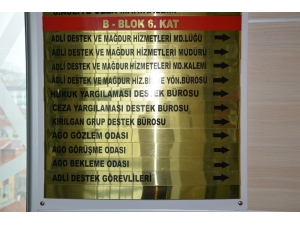 B - BLOK 6. KAT
ADLİ DESTEK VE MAĞDUR HİZMETLERİ MD.LÜĞÜ
ADLİ DESTEK VE MAĞDUR HİZMETLERİ MÜDÜRÜ
ADLİ DESTEK VE MAĞDUR HİZMETLERİ MD.KALEMİ
ADLİ DESTEK VE MAĞDUR HİZ.BİL.VE YÖN.BÜROSU
HUKUK YARGILAMASI DESTEK BÜROSU
CEZA YARGILAMASI DESTEK BÜROSU
KIRILGAN GRUP DESTEK BÜROSU
AGO GÖZLEM ODASI
AGO GÖRÜŞME ODASI
AGO BEKLEME ODASI
ADLİ DESTEK GÖREVLİLERİ